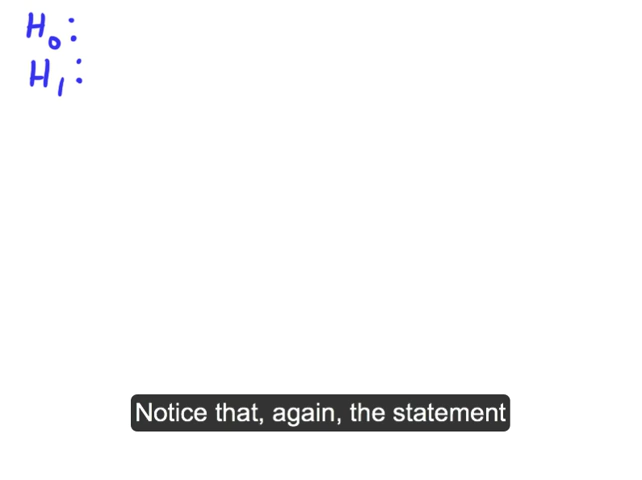 H₀:
H₁:
Notice that, again, the statement